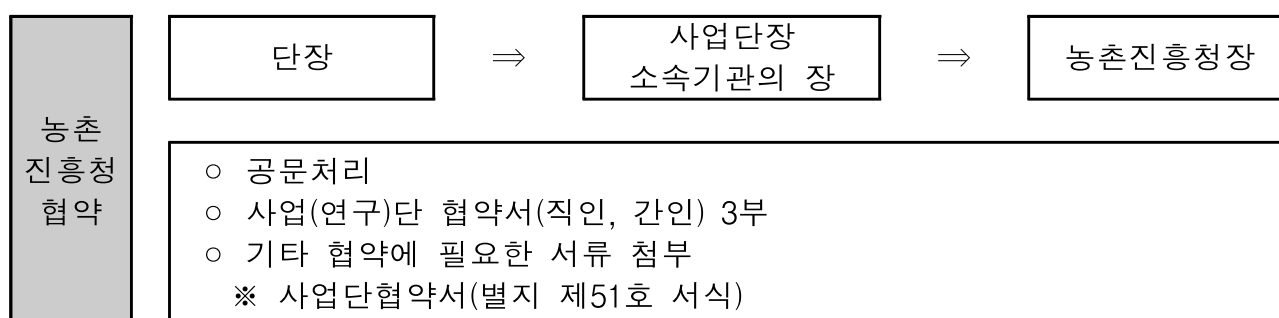 농촌
진흥청
협약
단장 ⇒ 사업단장
소속기관의 장 ⇒ 농촌진흥청장
○ 공문처리
○ 사업(연구)단 협약서(직인, 간인) 3부
○ 기타 협약에 필요한 서류 첨부
※ 사업단협약서(별지 제51호 서식)